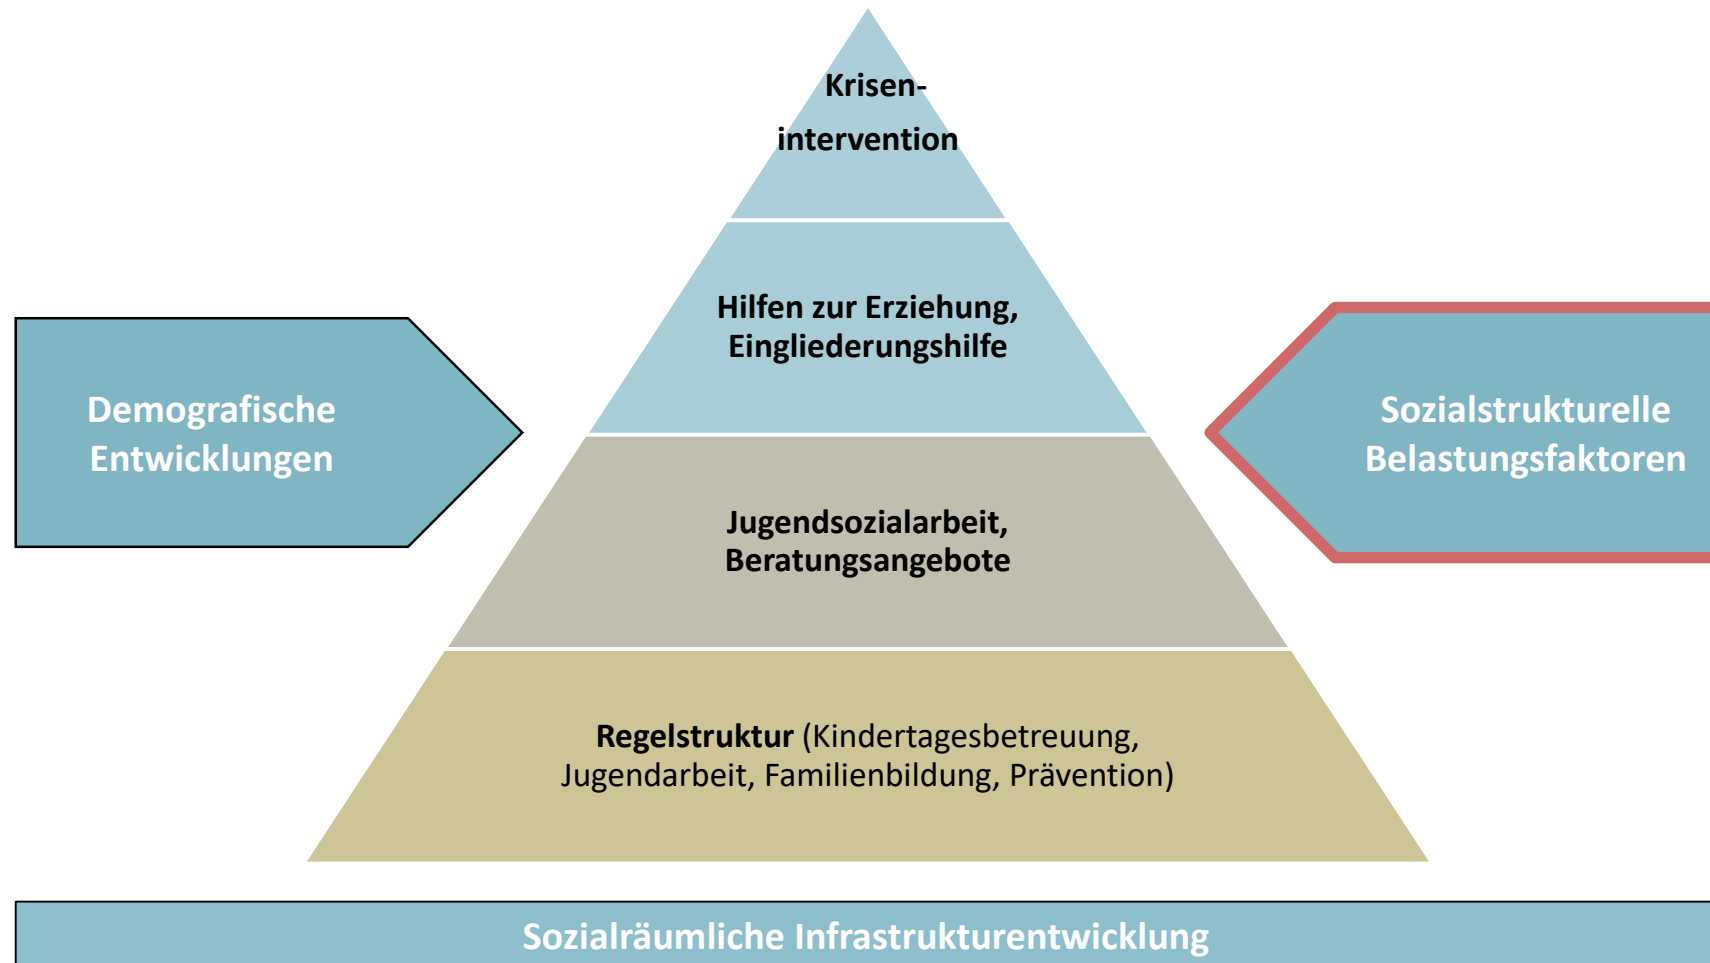 Krisen-
intervention
Hilfen zur Erziehung,
Eingliederungshilfe
Demografische
Entwicklungen
Sozialstrukturelle
Belastungsfaktoren
Jugendsozialarbeit,
Beratungsangebote
Regelstruktur (Kindertagesbetreuung,
Jugendarbeit, Familienbildung, Prävention)
Sozialräumliche Infrastrukturentwicklung